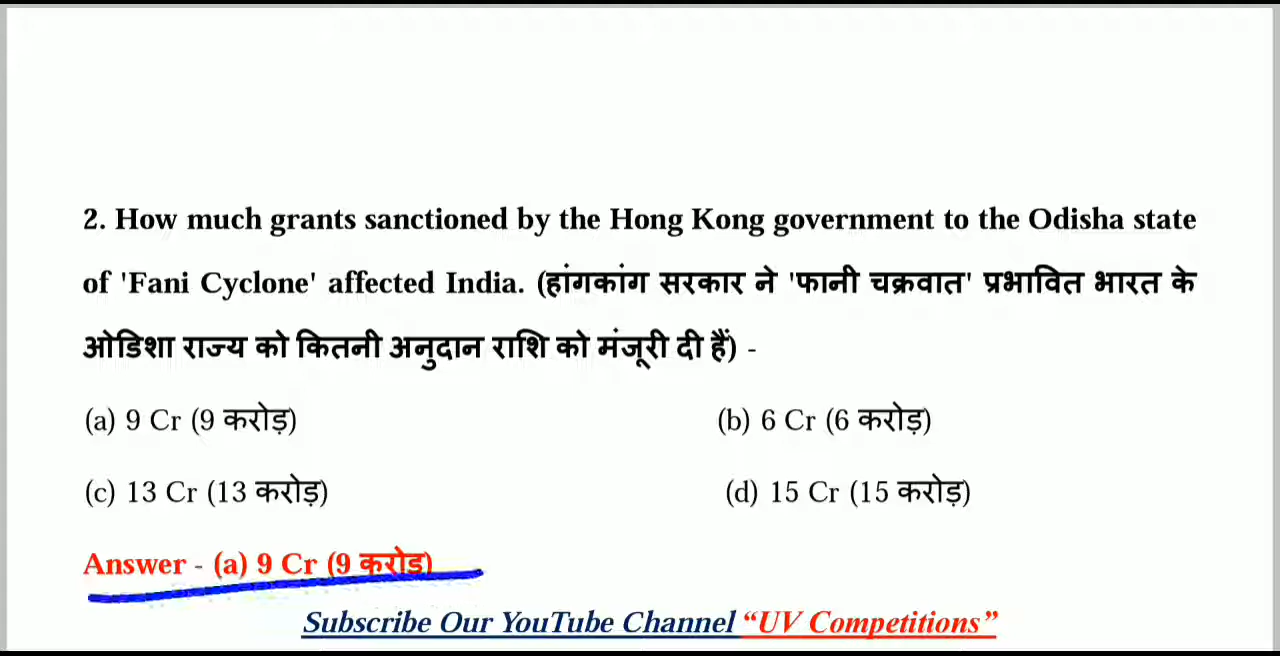 2. How much grants sanctioned by the Hong Kong government to the Odisha state
of 'Fani Cyclone' affected India. (हांगकांग सरकार ने 'फानी चक्रवात' प्रभावित भारत के
ओडिशा राज्य को कितनी अनुदान राशि को मंजूरी दी हैं) -
(a) 9 Cr (9 करोड़) (b) 6 Cr (6 करोड़)
(c) 13 Cr (13 करोड़) (d) 15 Cr (15 करोड़)
Answer - (a) 9 Cr (9 करोड़)
Subscribe Our YouTube Channel “UV Competitions”